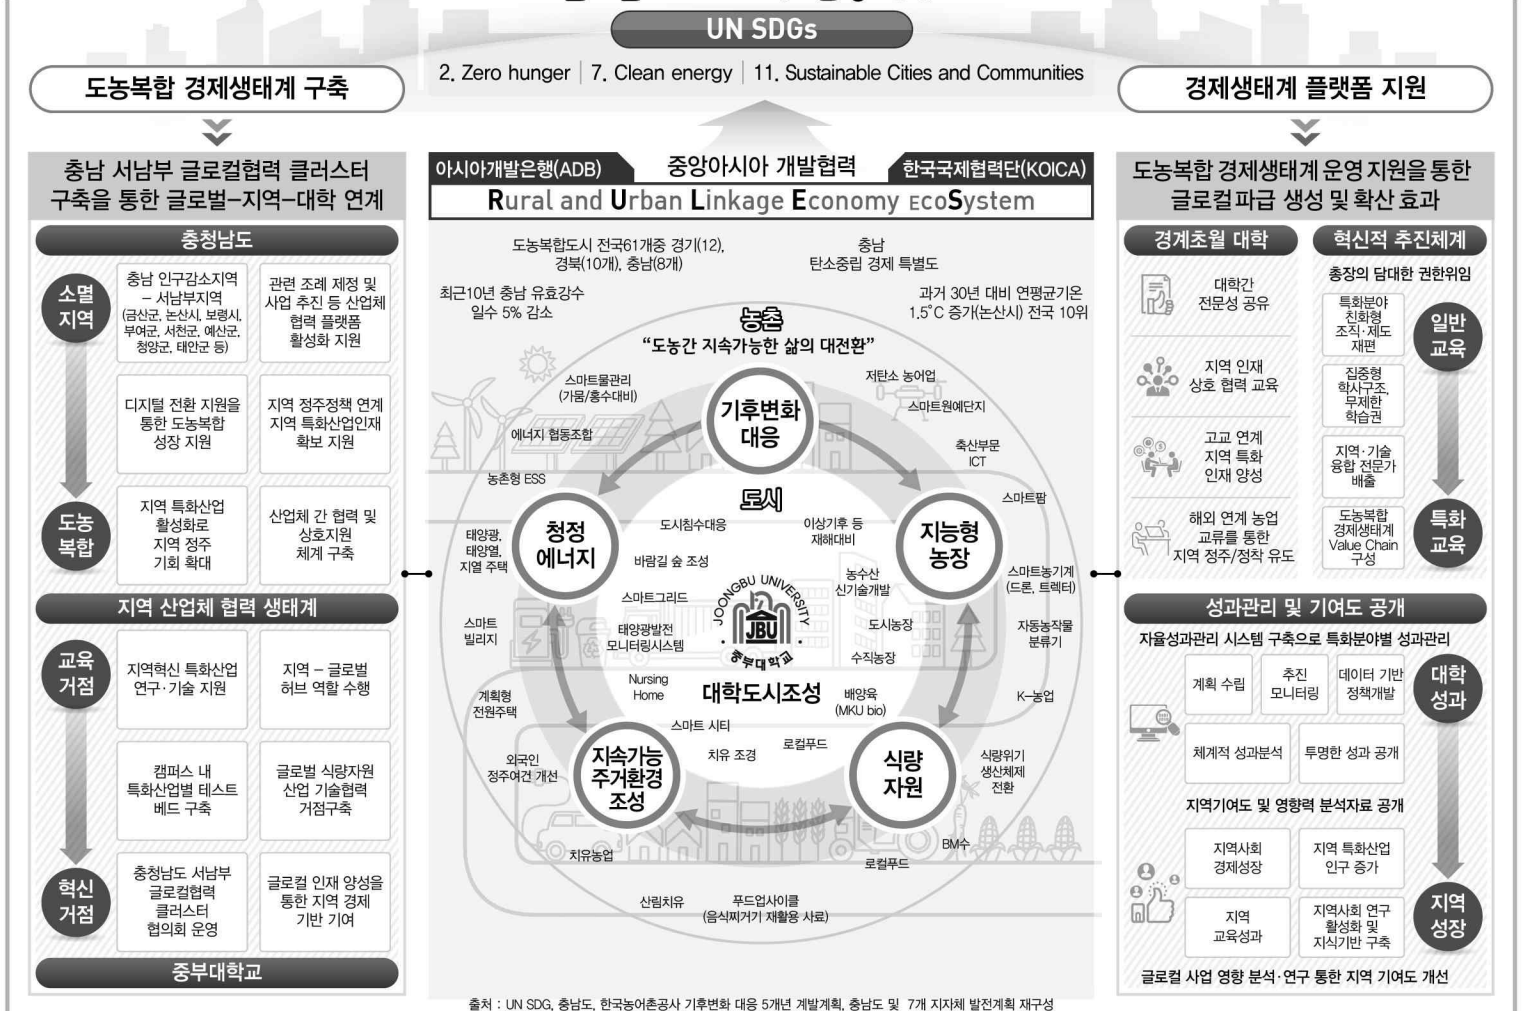 UN SDGs
2. Zero hunger | 7. Clean energy | 11. Sustainable Cities and Communities
도농복합 경제생태계 구축
충남 서남부 글로컬협력 클러스터
구축을 통한 글로벌-지역-대학 연계
충청남도
소멸
지역
충남 인구감소지역
- 서남부지역
(금산군, 논산시, 보령시,
부여군, 서천군, 예산군,
청양군, 태안군 등)
관련 조례 제정 및
사업 추진 등 산업체
협력 플랫폼
활성화 지원
디지털 전환 지원을
통한 도농복합
성장 지원
지역 정주정책 연계
지역 특화산업인재
확보 지원
도농
복합
지역 특화산업
활성화로
지역 정주
기회 확대
산업체 간 협력 및
상호지원
체계 구축
지역 산업체 협력 생태계
교육
거점
지역혁신 특화산업
연구·기술 지원
지역 - 글로벌
허브 역할 수행
캠퍼스 내
특화산업별 테스트
베드 구축
글로벌 식량자원
산업 기술협력
거점구축
혁신
거점
충청남도 서남부
글로컬협력
클러스터
협의회 운영
글로컬 인재 양성을
통한 지역 경제
기반 기여
중부대학교
아시아개발은행(ADB)
중앙아시아 개발협력
한국국제협력단(KOICA)
Rural and Urban Linkage Economy ECOSystem
도농복합도시 전국61개중 경기(12),
경북(10개), 충남(8개)
충남
탄소중립 경제 특별도
최근10년 충남 유효강수
일수 5% 감소
과거 30년 대비 연평균기온
1.5°C 증가(논산시) 전국 10위
농촌
"도농간 지속가능한 삶의 대전환"
스마트물관리
(가뭄/홍수대비)
저탄소 농어업
스마트원예단지
기후변화
대응
에너지 협동조합
축산부문
ICT
농촌형 ESS
스마트팜
도시
청정
에너지
지능형
농장
태양광,
태양열,
지열 주택
도시침수대응
이상기후 등
재해대비
바람길 숲 조성
농수산
신기술개발
스마트농기계
(드론, 트렉터)
스마트그리드
JOONGBU UNIVERSITY
JBU
중부대학교
도시농장
스마트
빌리지
태양광발전
모니터링시스템
자동농작물
분류기
수직농장
Nursing
Home
대학도시조성
배양육
(MKU bio)
계획형
전원주택
K-농업
스마트 시티
치유 조경
로컬푸드
외국인
정주여건 개선
지속가능
주거환경
조성
식량
자원
식량위기
생산체제
전환
치유농업
로컬푸드
BM수
산림치유
푸드업사이클
(음식찌거기 재활용 사료)
출처 : UN SDG, 충남도, 한국농어촌공사 기후변화 대응 5개년 계발계획, 충남도 및 7개 지자체 발전계획 재구성
경제생태계 플랫폼 지원
도농복합 경제생태계 운영 지원을 통한
글로컬 파급 생성 및 확산 효과
경계초월 대학
대학간
전문성 공유
지역 인재
상호 협력 교육
고교 연계
지역 특화
인재 양성
해외 연계 농업
교류를 통한
지역 정주/정착 유도
혁신적 추진체계
총장의 담대한 권한위임
특화분야
친화형
조직·제도
재편
일반
교육
집중형
학사구조,
무제한
학습권
지역·기술
융합 전문가
배출
도농복합
경제생태계
Value Chain
구성
특화
교육
성과관리 및 기여도 공개
자율성과관리 시스템 구축으로 특화분야별 성과관리
계획 수립
추진
모니터링
데이터 기반
정책개발
대학
성과
체계적 성과분석
투명한 성과 공개
지역기여도 및 영향력 분석자료 공개
지역사회
경제성장
지역 특화산업
인구 증가
지역
교육성과
지역사회 연구
활성화 및
지식기반 구축
지역
성장
글로컬 사업 영향 분석·연구 통한 지역 기여도 개선